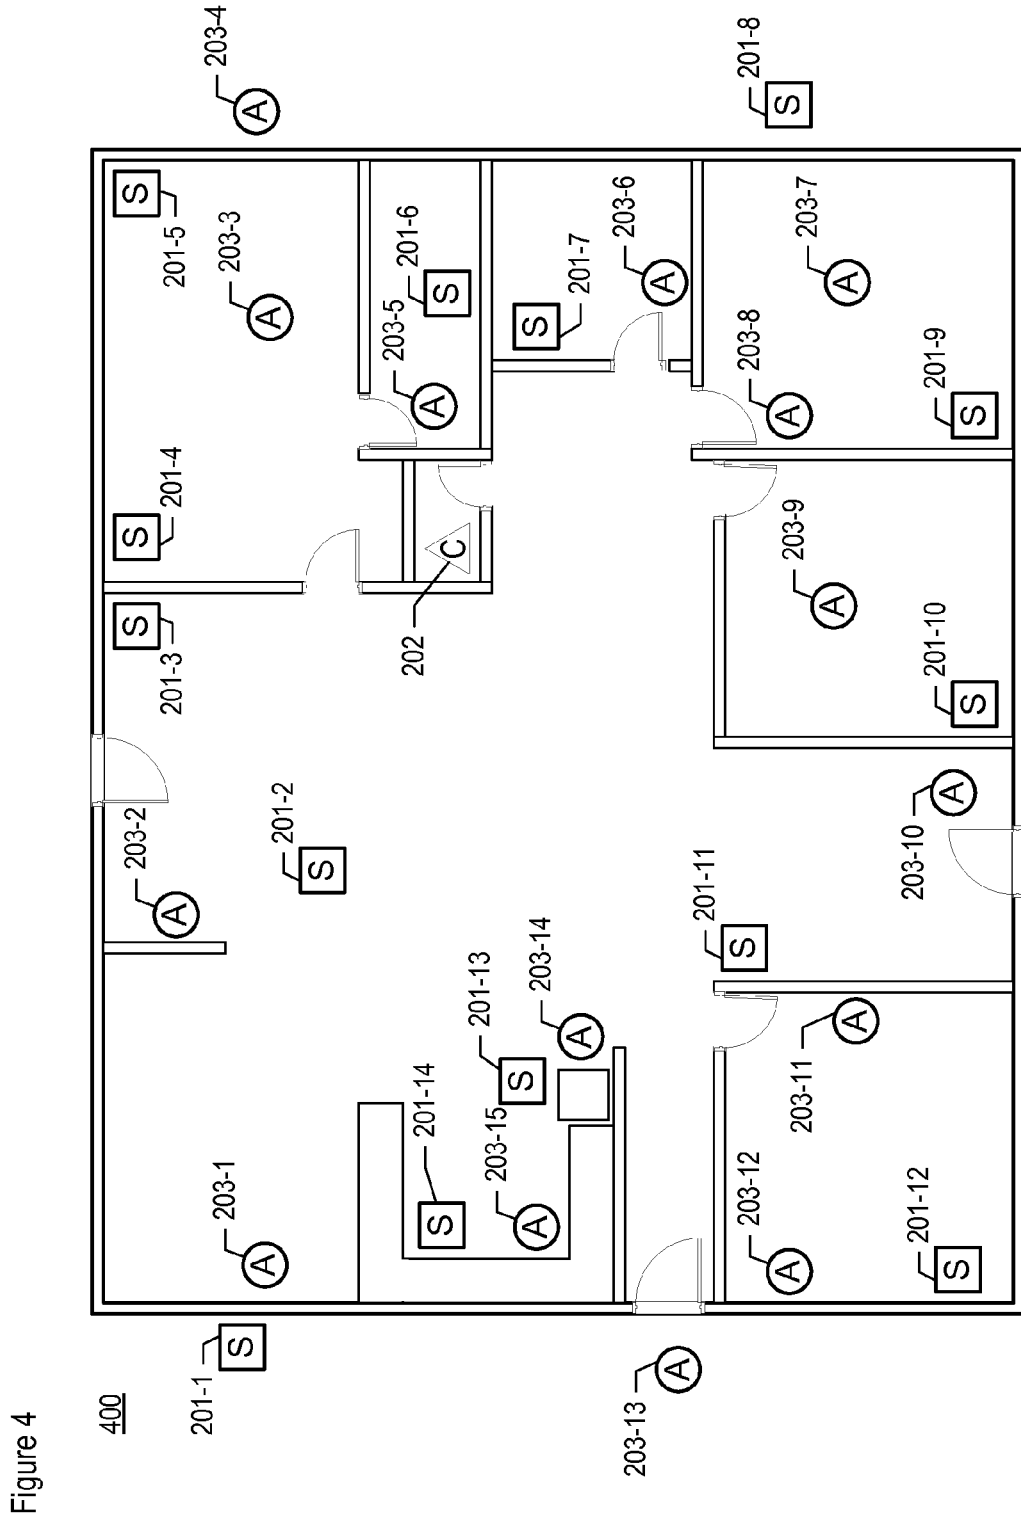 Figure 4
400
201-1
S
203-1
A
203-2
A
201-2
S
201-3
S
201-4
S
201-5
S
203-3
A
203-4
A
201-14
S
203-15
A
201-13
S
203-14
A
202
C
203-5
A
201-6
S
201-7
S
203-6
A
203-13
A
203-12
A
201-12
S
203-11
A
201-11
S
203-10
A
203-9
A
201-10
S
203-8
A
201-9
S
203-7
A
201-8
S